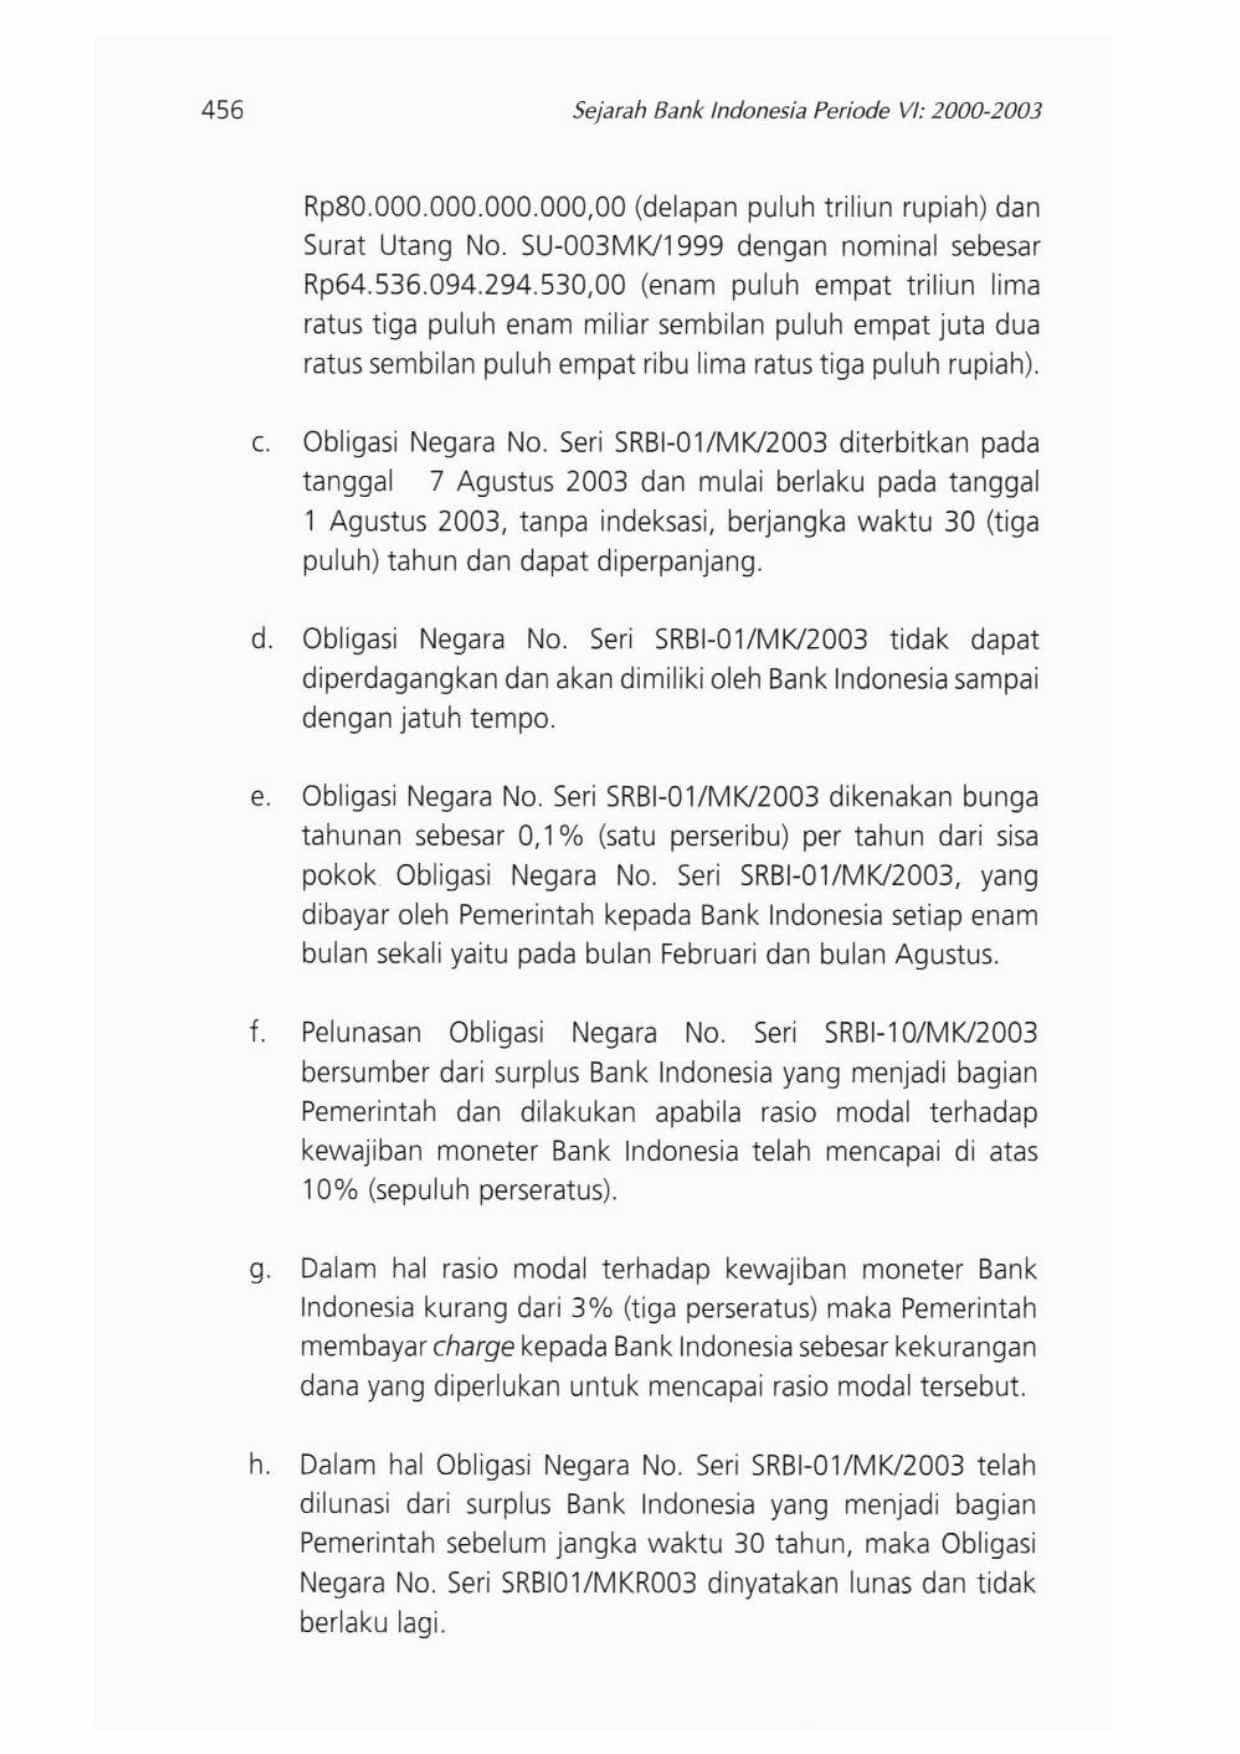 456
Sejarah Bank Indonesia Periode VI: 2000-2003
Rp80.000.000.000.000,00 (delapan puluh triliun rupiah) dan
Surat Utang No. SU-003MK/1999 dengan nominal sebesar
Rp64.536.094.294.530,00 (enam puluh empat triliun lima
ratus tiga puluh enam miliar sembilan puluh empat juta dua
ratus sembilan puluh empat ribu lima ratus tiga puluh rupiah).
c. Obligasi Negara No. Seri SRBI-01/MK/2003 diterbitkan pada
tanggal 7 Agustus 2003 dan mulai berlaku pada tanggal
1 Agustus 2003, tanpa indeksasi, berjangka waktu 30 (tiga
puluh) tahun dan dapat diperpanjang.
d. Obligasi Negara No. Seri SRBI-01/MK/2003 tidak dapat
diperdagangkan dan akan dimiliki oleh Bank Indonesia sampai
dengan jatuh tempo.
e. Obligasi Negara No. Seri SRBI-01/MK/2003 dikenakan bunga
tahunan sebesar 0,1% (satu perseribu) per tahun dari sisa
pokok Obligasi Negara No. Seri SRBI-01/MK/2003, yang
dibayar oleh Pemerintah kepada Bank Indonesia setiap enam
bulan sekali yaitu pada bulan Februari dan bulan Agustus.
f. Pelunasan Obligasi Negara No. Seri SRBI-10/MK/2003
bersumber dari surplus Bank Indonesia yang menjadi bagian
Pemerintah dan dilakukan apabila rasio modal terhadap
kewajiban moneter Bank Indonesia telah mencapai di atas
10% (sepuluh perseratus).
g. Dalam hal rasio modal terhadap kewajiban moneter Bank
Indonesia kurang dari 3% (tiga perseratus) maka Pemerintah
membayar charge kepada Bank Indonesia sebesar kekurangan
dana yang diperlukan untuk mencapai rasio modal tersebut.
h. Dalam hal Obligasi Negara No. Seri SRBI-01/MK/2003 telah
dilunasi dari surplus Bank Indonesia yang menjadi bagian
Pemerintah sebelum jangka waktu 30 tahun, maka Obligasi
Negara No. Seri SRBI01/MKR003 dinyatakan lunas dan tidak
berlaku lagi.